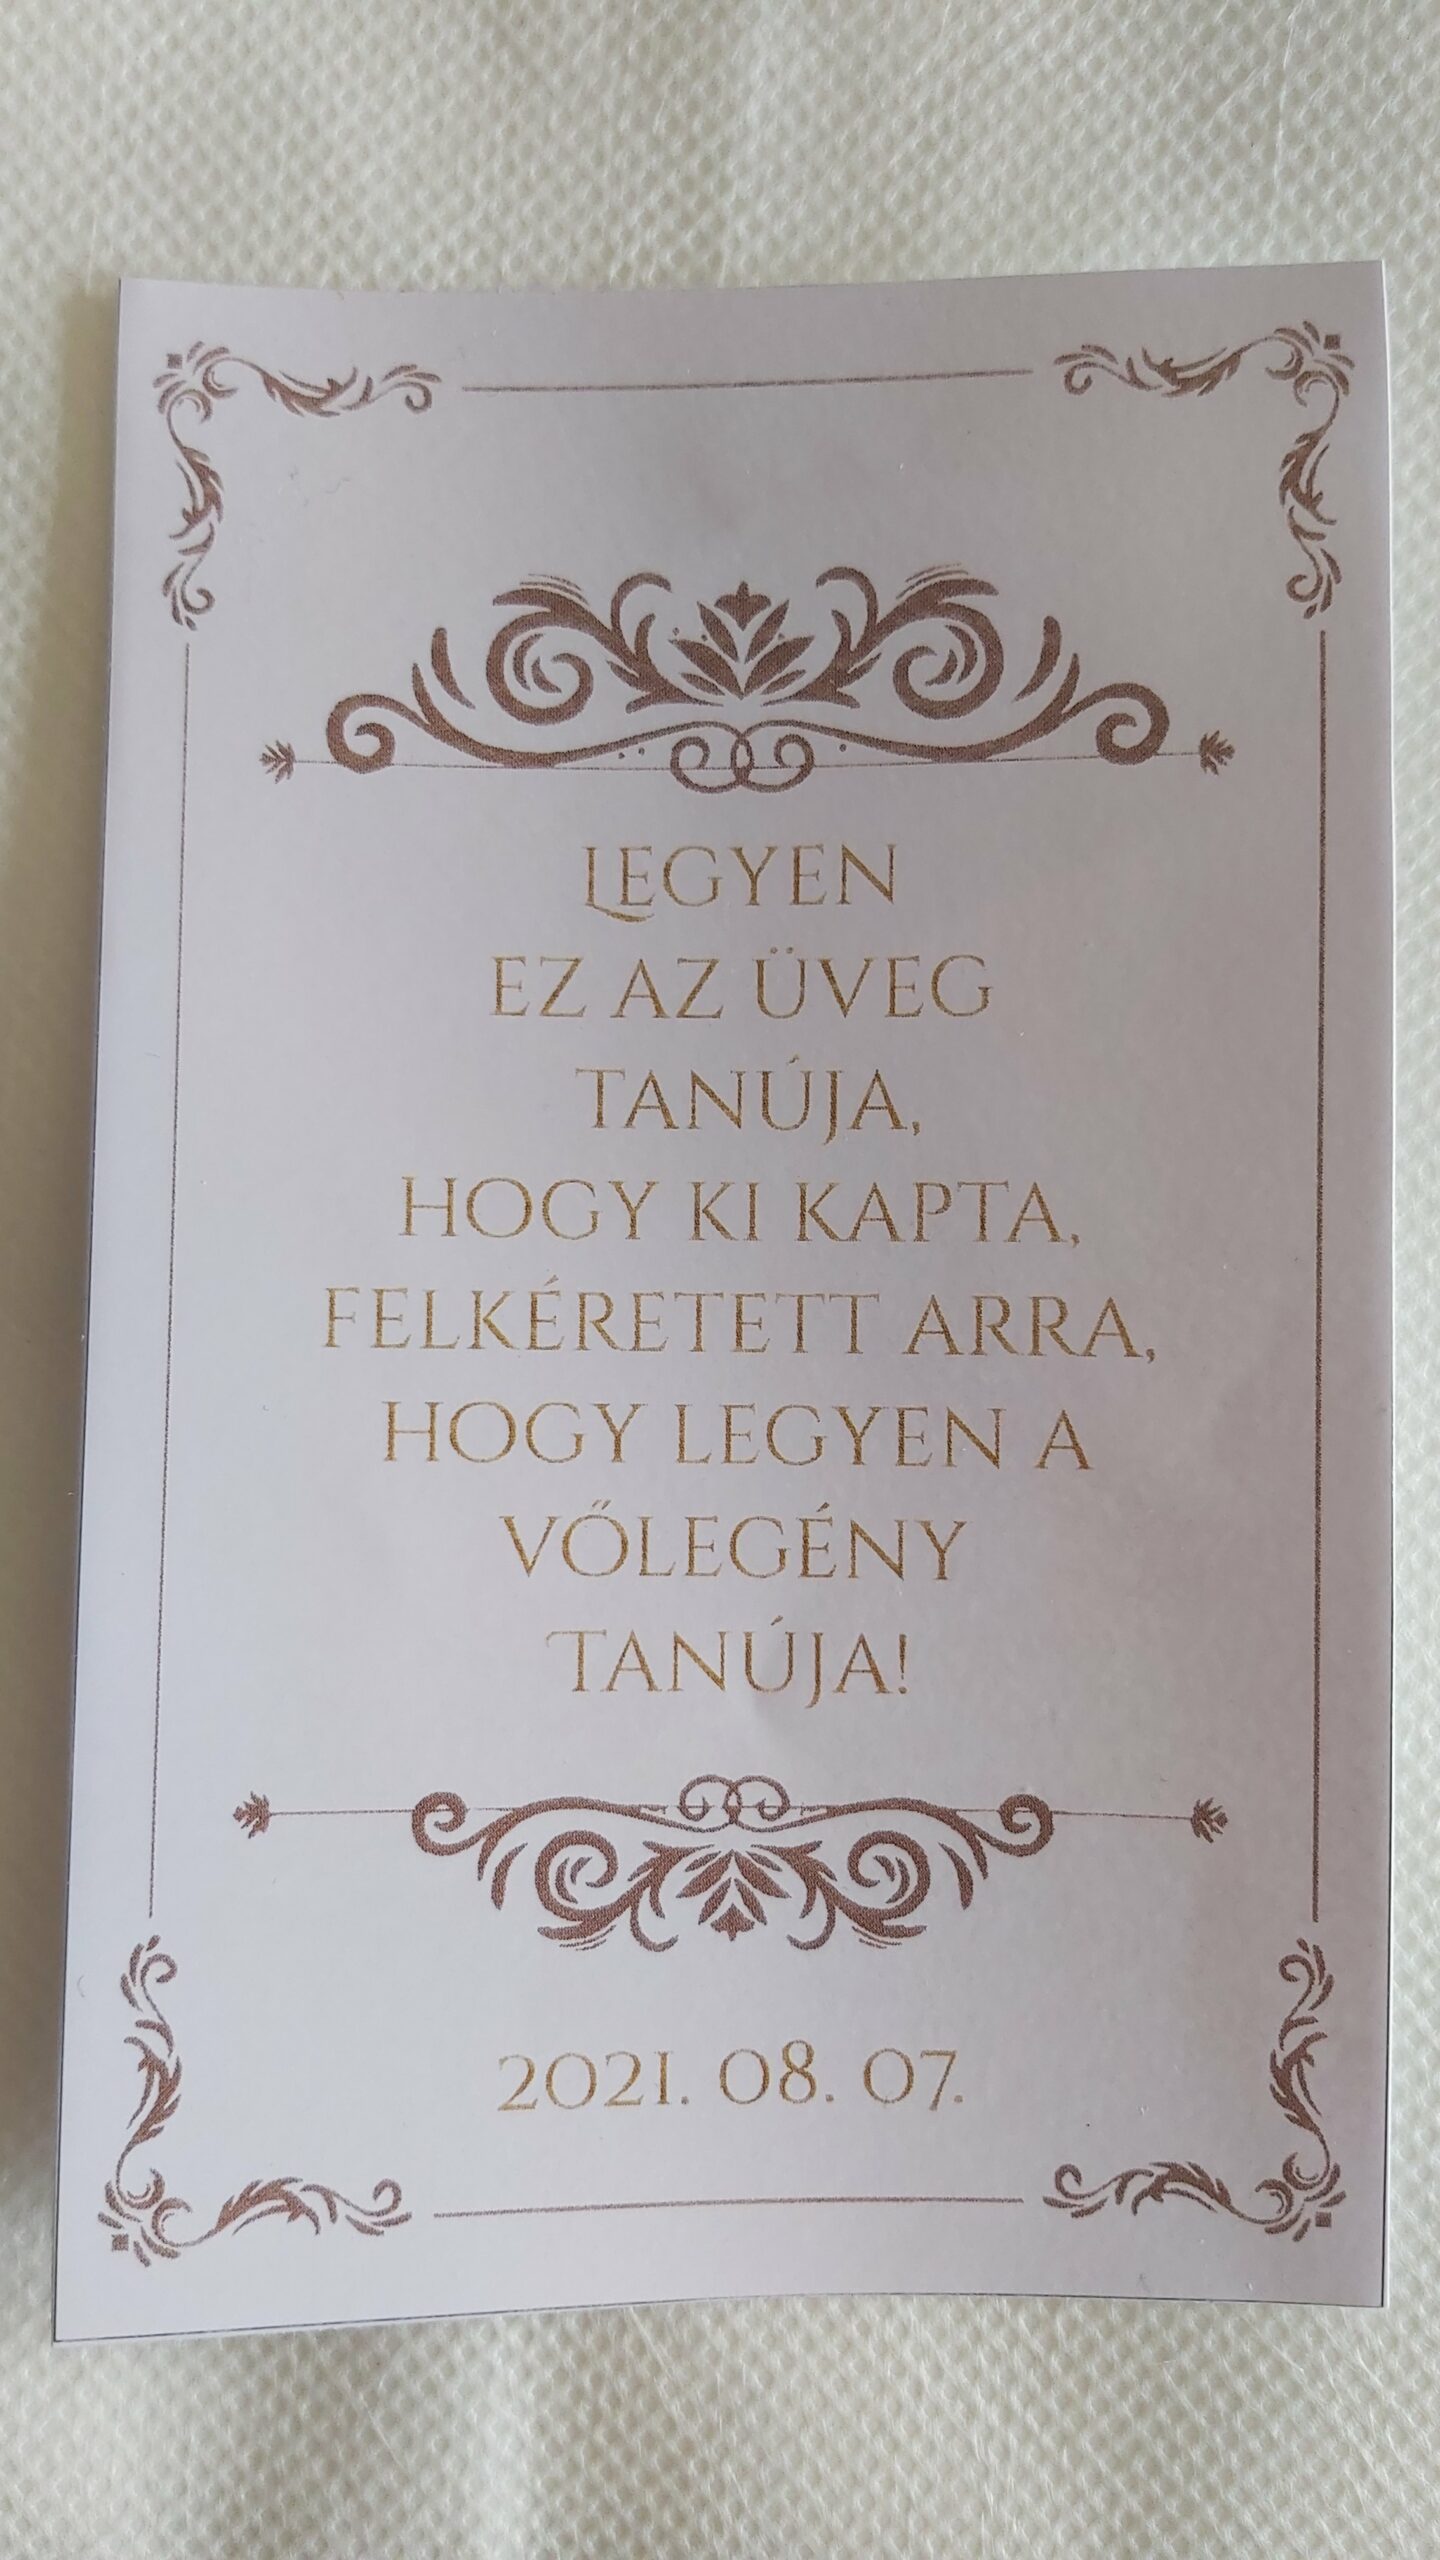 Legyen
ez az üveg
tanúja,
hogy ki kapta,
felkéretett arra,
hogy legyen a
vőlegény
Tanúja!
2021. 08. 07.